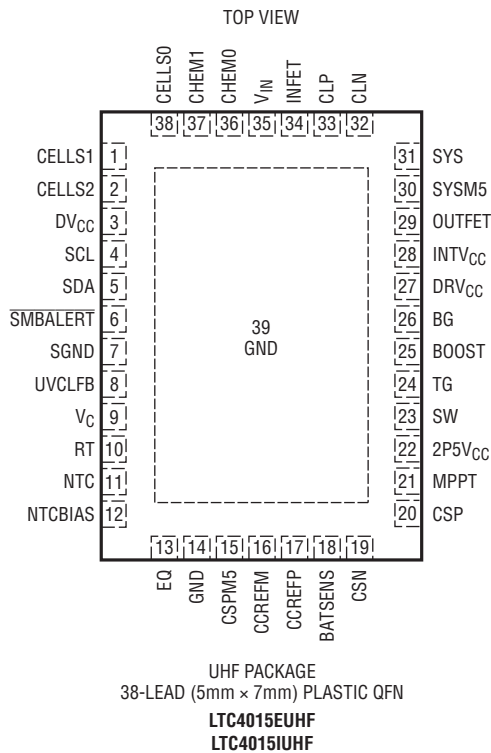 TOP VIEW
CELLS0
CHEM1
CHEM0
VIN
INFET
CLP
CLN
38 37 36 35 34 33 32
CELLS1 1
CELLS2 2
DVCC 3
SCL 4
SDA 5
SMBALERT 6
SGND 7
UVCLFB 8
VC 9
RT 10
NTC 11
NTCBIAS 12
39
GND
31 SYS
30 SYSM5
29 OUTFET
28 INTVCC
27 DRVCC
26 BG
25 BOOST
24 TG
23 SW
22 2P5VCC
21 MPPT
20 CSP
13 14 15 16 17 18 19
EQ
GND
CSPM5
CCREFM
CCREFP
BATSENS
CSN
UHF PACKAGE
38-LEAD (5mm × 7mm) PLASTIC QFN
LTC4015EUHF
LTC4015IUHF